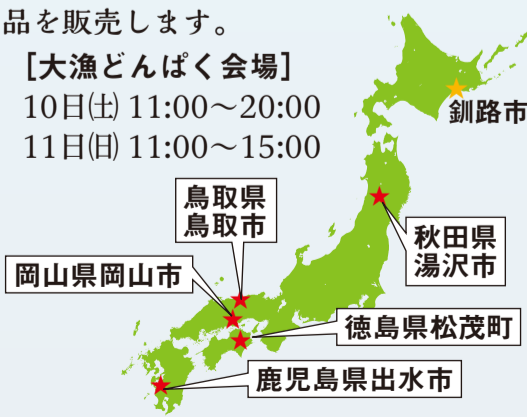 品を販売します。
[大漁どんぱく会場]
10日㈯ 11:00〜20:00
11日㈰ 11:00〜15:00
釧路市
鳥取県
鳥取市
秋田県
湯沢市
岡山県岡山市
徳島県松茂町
鹿児島県出水市